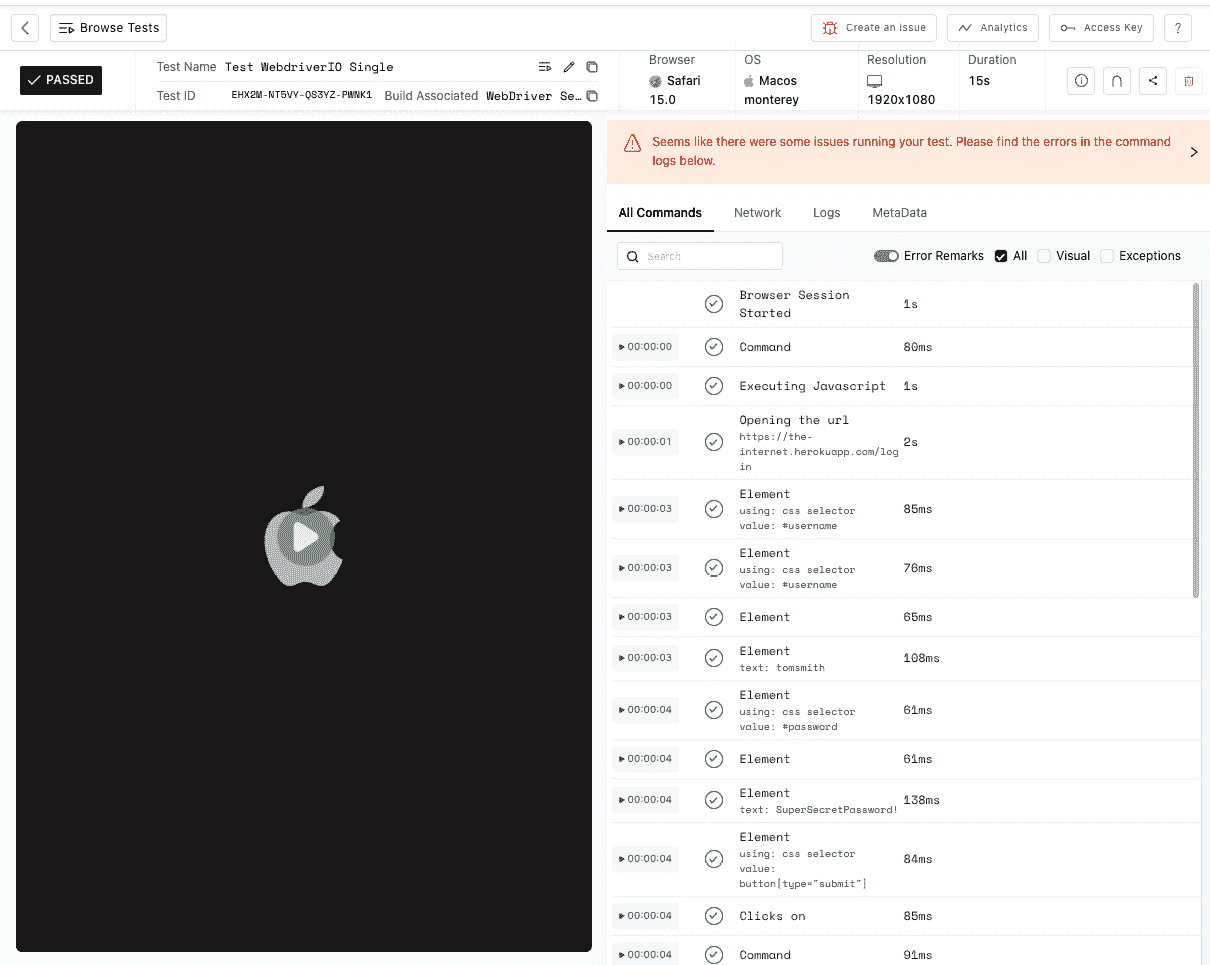 Browse Tests
Create an issue
Analytics
Access Key
?
PASSED
Test Name Test WebdriverIO Single
Test ID EHX2M-NT5VY-QS3YZ-PWNK1 Build Associated WebDriver Se…
Browser
Safari
15.0
OS
Macos
monterey
Resolution
1920x1080
Duration
15s
Seems like there were some issues running your test. Please find the errors in the command
logs below.
All Commands
Network
Logs
MetaData
Search
Error Remarks
All
Visual
Exceptions
Browser Session
Started
1s
00:00:00
Command
80ms
00:00:00
Executing Javascript
1s
00:00:01
Opening the url
https://the-
internet.herokuapp.com/log
in
2s
00:00:03
Element
using: css selector
value: #username
85ms
00:00:03
Element
using: css selector
value: #username
76ms
00:00:03
Element
65ms
00:00:03
Element
text: tomsmith
108ms
00:00:04
Element
using: css selector
value: #password
61ms
00:00:04
Element
61ms
00:00:04
Element
text: SuperSecretPassword!
138ms
00:00:04
Element
using: css selector
value:
button[type="submit"]
84ms
00:00:04
Clicks on
85ms
00:00:04
Command
91ms